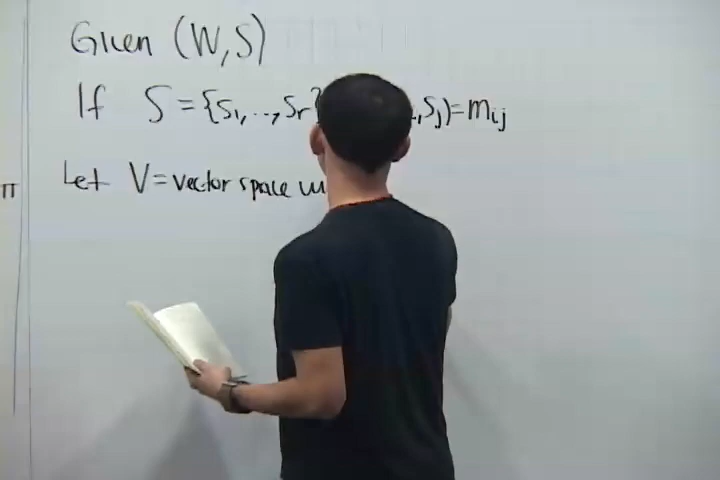 Given (W,S)
If S={s₁,..,sᵣ} ,sⱼ)=mᵢⱼ
Let V=vector space
π